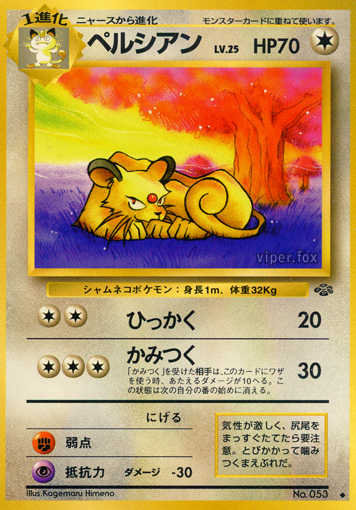 1進化 ニャースから進化 モンスターカードに重ねて使います。
ペルシアン LV.25 HP70
viper.fox
シャムネコポケモン：身長1m、体重32Kg
ひっかく 20
かみつく 30
「かみつく」を受けた相手は、このカードにワザ
を使う時、あたえるダメージが10へる。こ
の状態は次の自分の番の始めに消える。
にげる
弱点
抵抗力 ダメージ -30
気性が激しく、尻尾を
まっすぐたてたら要注
意。とびかかって噛み
つくまえぶれだ。
Illus.Kagemaru Himeno No.053